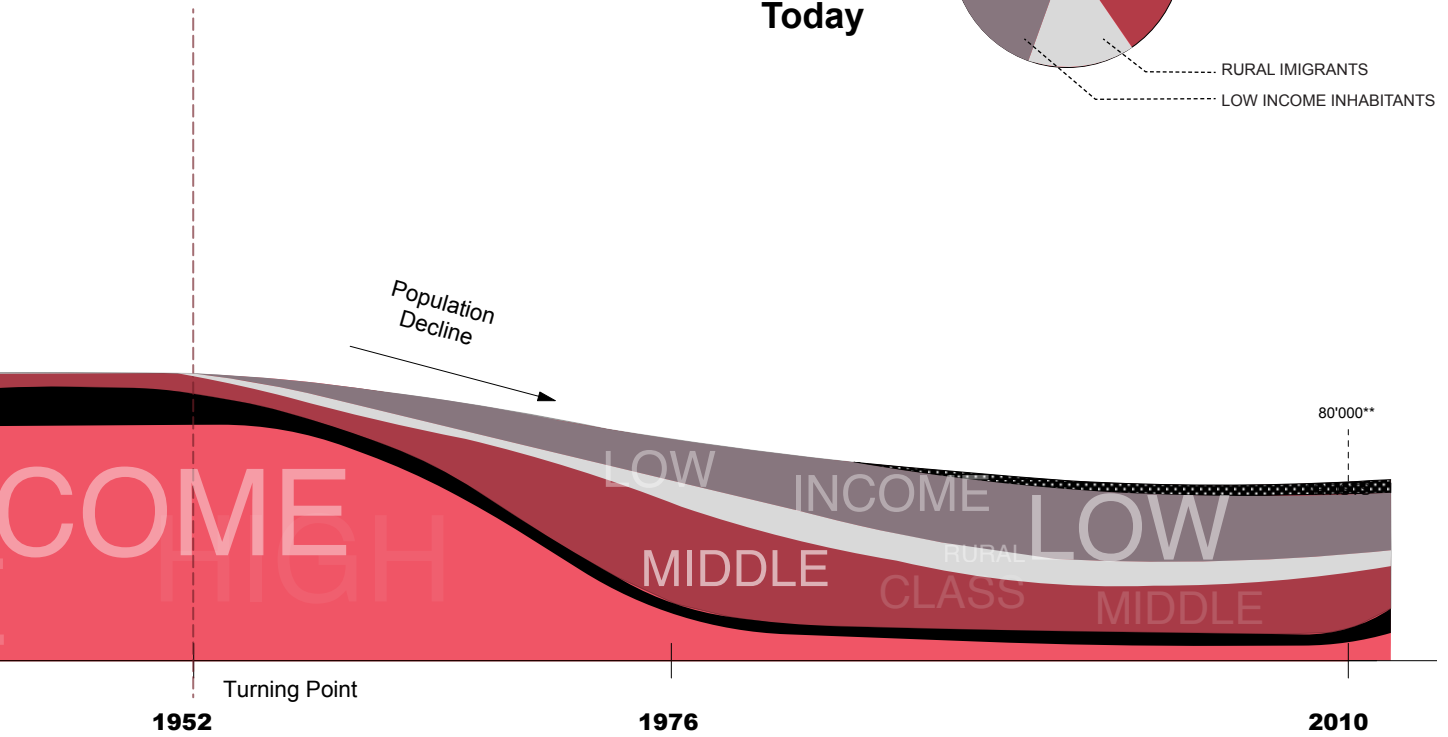 Today
RURAL IMIGRANTS
LOW INCOME INHABITANTS
Population
Decline
80'000**
LOW
INCOME
LOW
COME
HIGH
RURAL
MIDDLE
CLASS
MIDDLE
Turning Point
1952
1976
2010